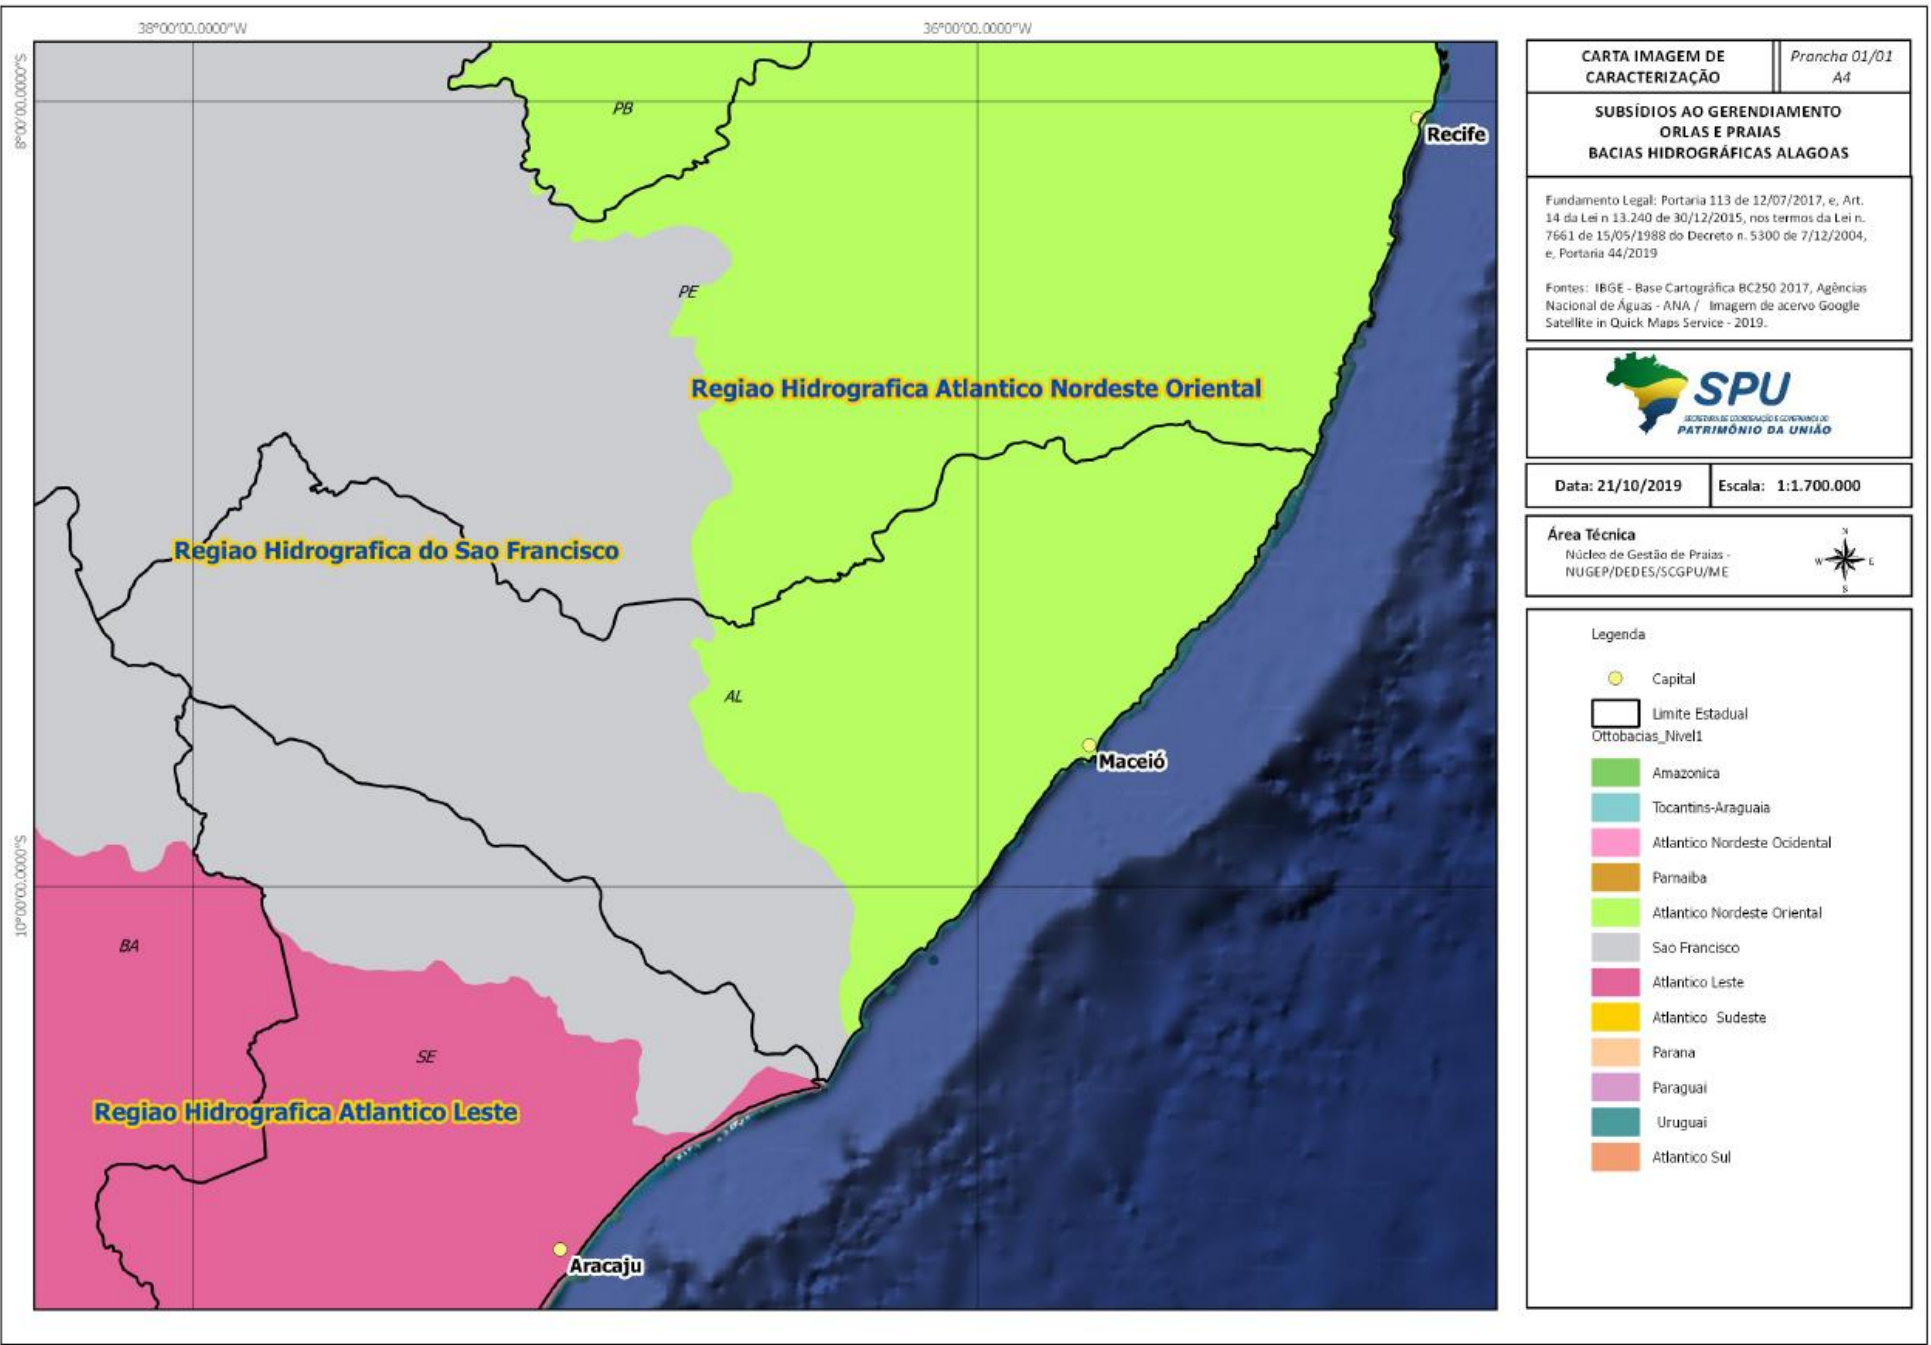 38°00'00.0000"W
36°00'00.0000"W
8°00'00.0000"S
10°00'00.0000"S
PB
Recife
PE
Regiao Hidrografica Atlantico Nordeste Oriental
Regiao Hidrografica do Sao Francisco
AL
Maceió
BA
SE
Regiao Hidrografica Atlantico Leste
Aracaju
CARTA IMAGEM DE
CARACTERIZAÇÃO
Prancha 01/01
A4
SUBSÍDIOS AO GERENDIAMENTO
ORLAS E PRAIAS
BACIAS HIDROGRÁFICAS ALAGOAS
Fundamento Legal: Portaria 113 de 12/07/2017, e, Art.
14 da Lei n 13.240 de 30/12/2015, nos termos da Lei n.
7661 de 15/05/1988 do Decreto n. 5300 de 7/12/2004,
e, Portaria 44/2019
Fontes: IBGE - Base Cartográfica BC250 2017, Agências
Nacional de Águas - ANA / Imagem de acervo Google
Satellite in Quick Maps Service - 2019.
SPU
SECRETARIA DE COORDENAÇÃO E GOVERNANÇA DO
PATRIMÔNIO DA UNIÃO
Data: 21/10/2019
Escala: 1:1.700.000
Área Técnica
Núcleo de Gestão de Praias -
NUGEP/DEDES/SCGPU/ME
N
W
E
S
Legenda
Capital
Limite Estadual
Ottobacias_Nivel1
Amazonica
Tocantins-Araguaia
Atlantico Nordeste Ocidental
Parnaiba
Atlantico Nordeste Oriental
Sao Francisco
Atlantico Leste
Atlantico Sudeste
Parana
Paraguai
Uruguai
Atlantico Sul